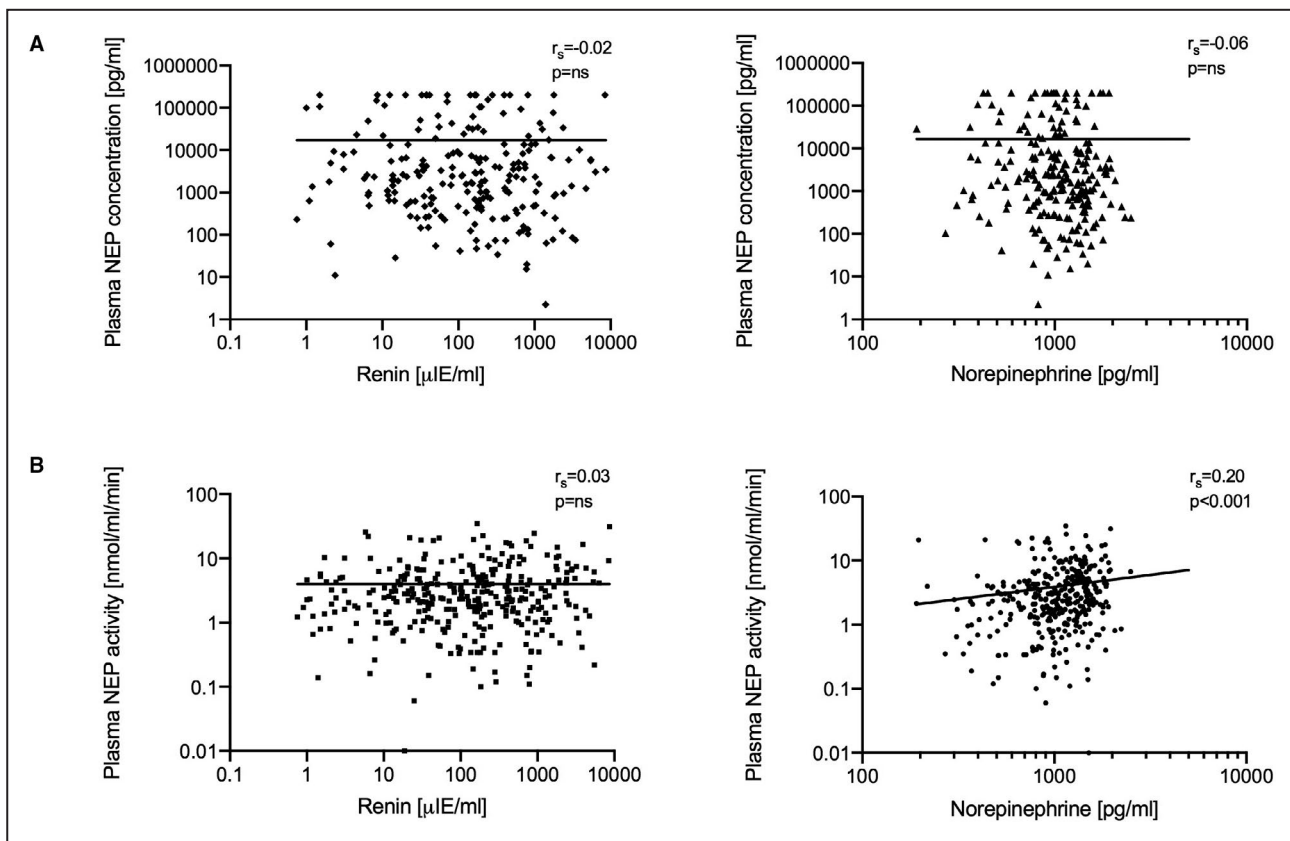 A
Plasma NEP concentration [pg/ml]
1000000
100000
10000
1000
100
10
1
0.1
1
10
100
1000
10000
Renin [µIE/ml]
rs=-0.02
p=ns
Plasma NEP concentration [pg/ml]
1000000
100000
10000
1000
100
10
1
100
1000
10000
Norepinephrine [pg/ml]
rs=-0.06
p=ns
B
Plasma NEP activity [nmol/ml/min]
100
10
1
0.1
0.01
0.1
1
10
100
1000
10000
Renin [µIE/ml]
rs=0.03
p=ns
Plasma NEP activity [nmol/ml/min]
100
10
1
0.1
0.01
100
1000
10000
Norepinephrine [pg/ml]
rs=0.20
p<0.001